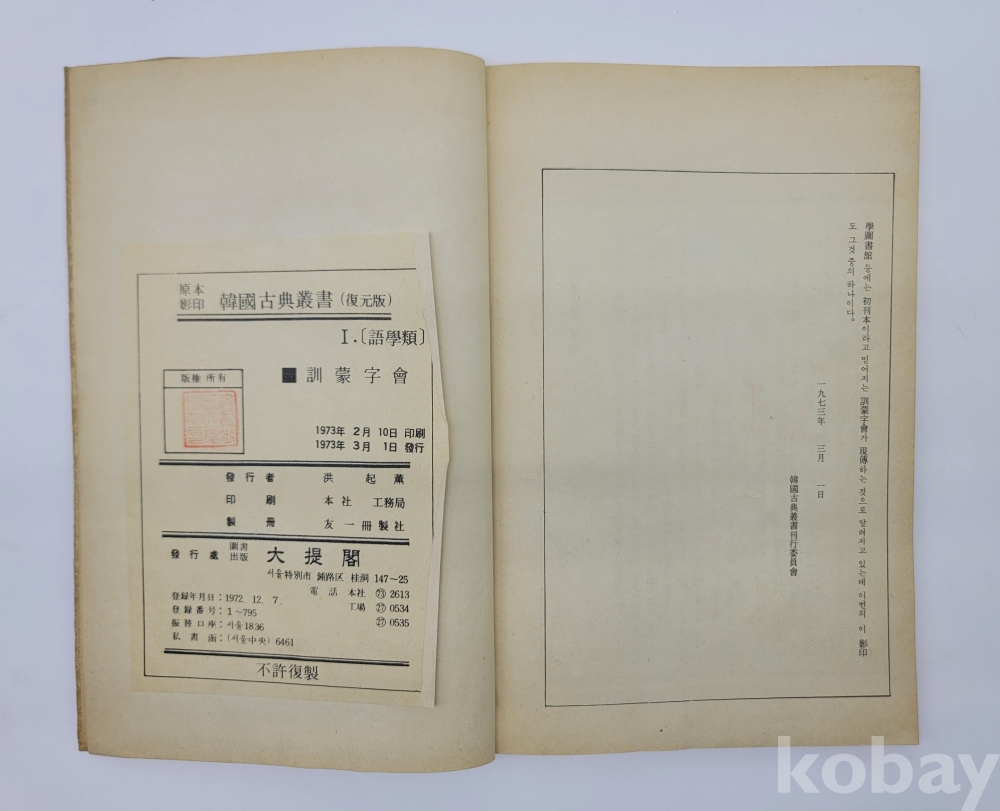 原本
影印 韓國古典叢書 (復元版)
Ⅰ.〔語學類〕
■ 訓蒙字會
版権所有
1973年 2月 10日 印刷
1973年 3月 1日 發行
發行者 洪起薰
印刷 本社 工務局
製冊 友一冊製社
發行處 圖書出版 大提閣
서울特別市 鍾路区 桂洞 147~25
電話 本社 ㉓ 2613
工場 ㉗ 0534
㉗ 0535
登録年月日 : 1972. 12. 7.
登録番号 : 1~795
振替口座 : 서울1836
私書函 : (서울中央) 6461
不許復製
學圖書館 등에는 初刊本이라고 믿어지는 訓蒙字會가 現傳하는 것으로 알려지고 있는데 이번의 이 影印
도 그것 중의 하나이다.
一九七三年 三月 一日
韓國古典叢書刊行委員會
kobay